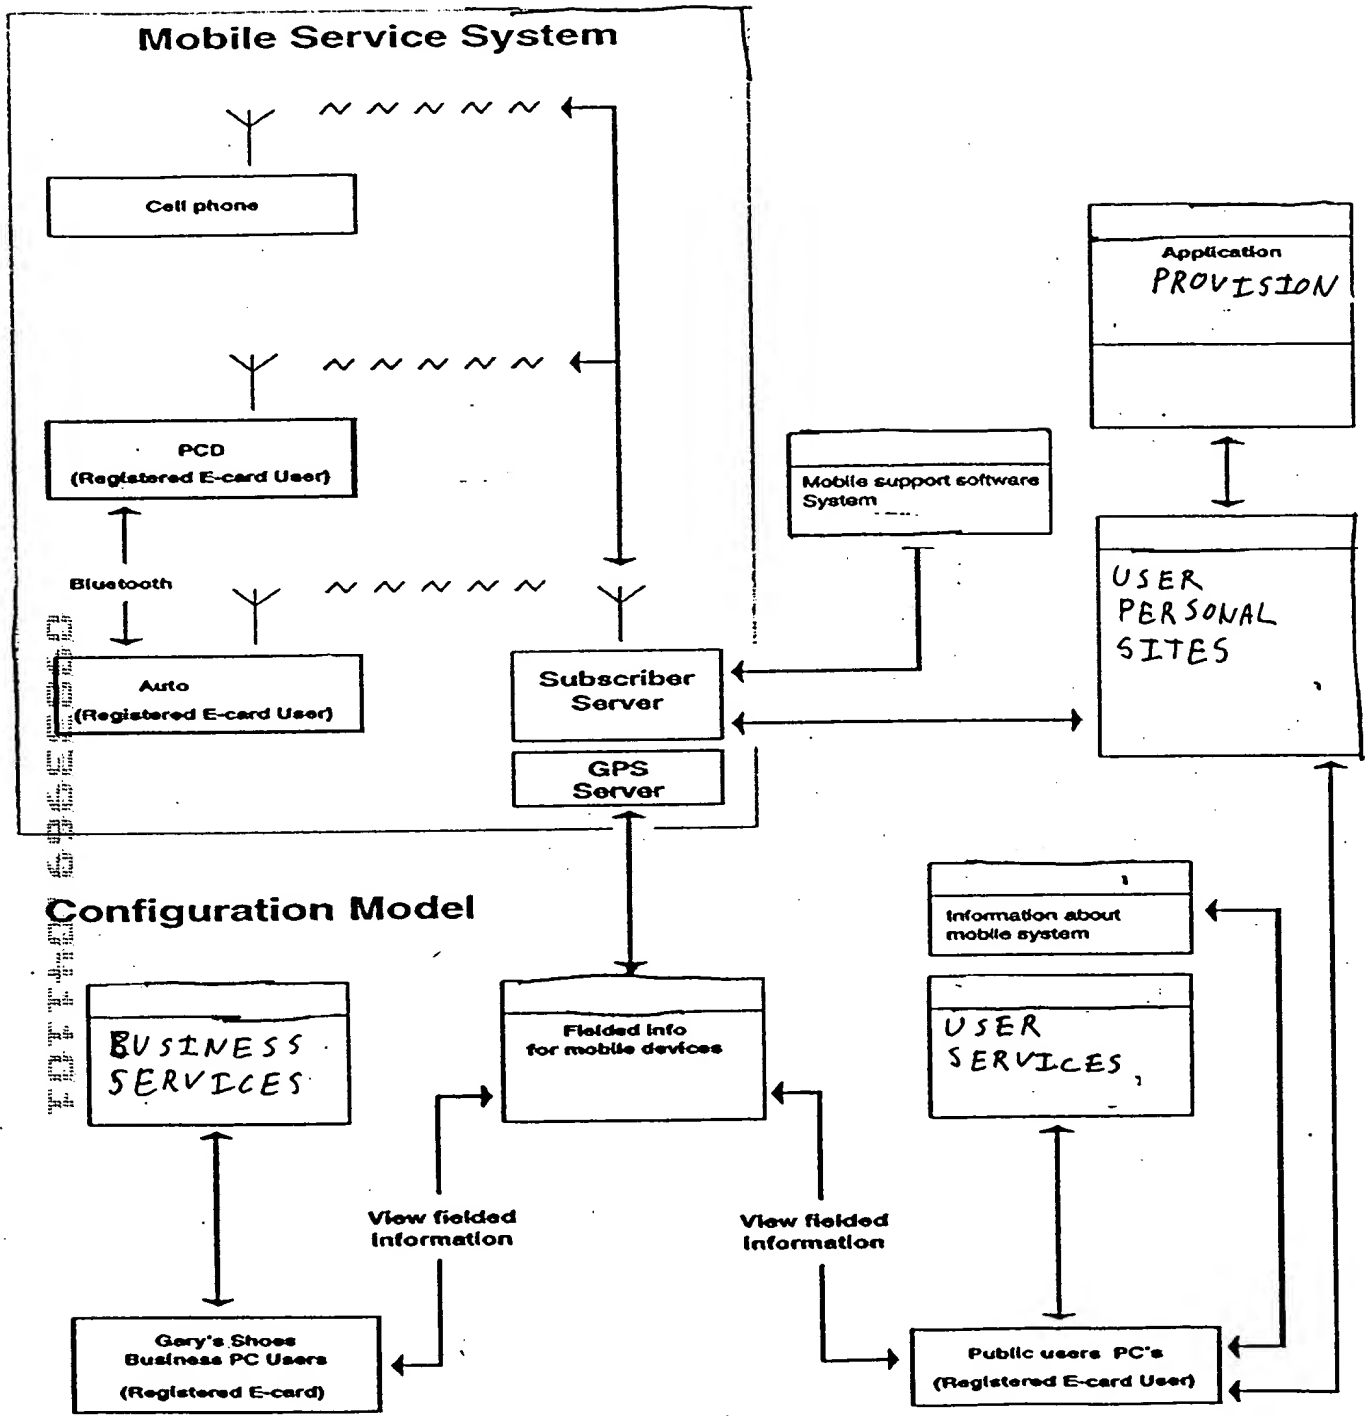 Mobile Service System
Cell phone
Application
PROVISION
PCD
(Registered E-card User)
Mobile support software
System
Bluetooth
USER
PERSONAL
SITES
Auto
(Registered E-card User)
Subscriber
Server
GPS
Server
Configuration Model
Information about
mobile system
BUSINESS
SERVICES
Fielded info
for mobile devices
USER
SERVICES
View fielded
Information
View fielded
Information
Gary's Shoes
Business PC Users
(Registered E-card)
Public users PC's
(Registered E-card User)